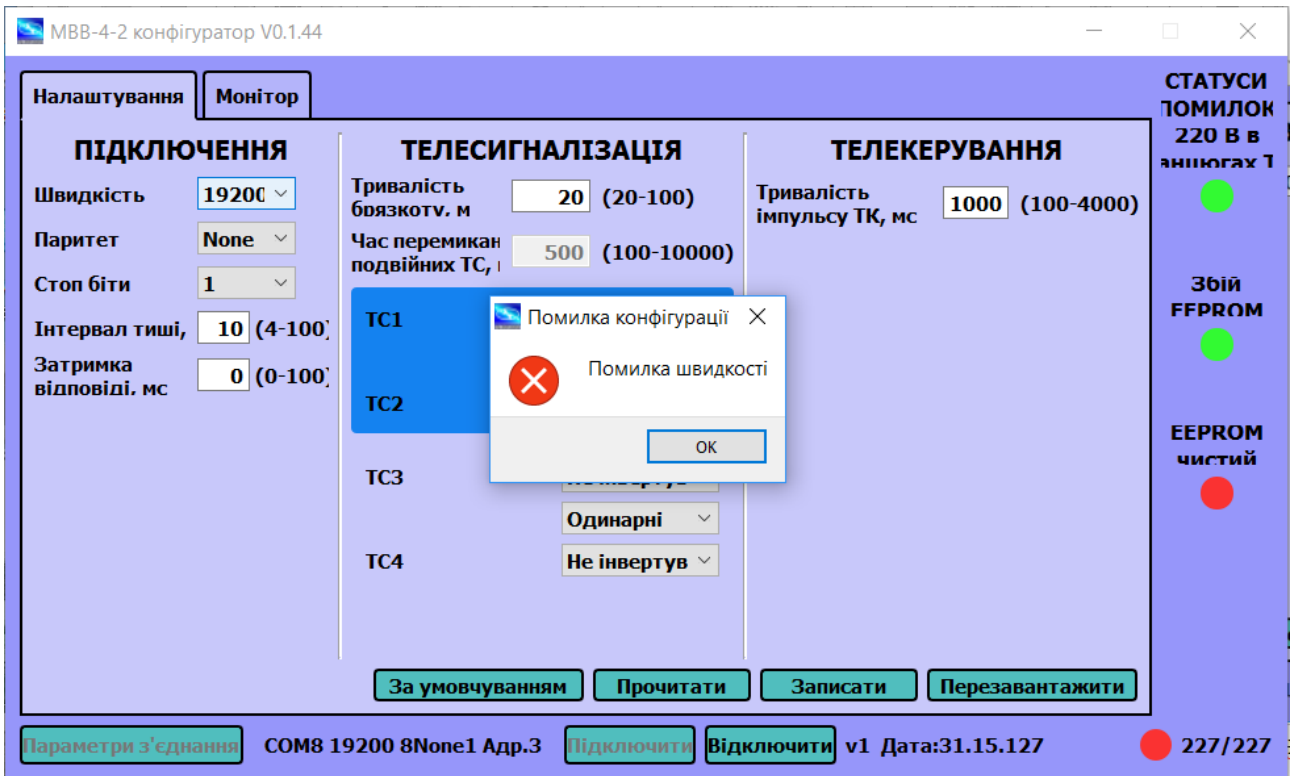 МВВ-4-2 конфігуратор V0.1.44
Налаштування
Монітор
ПІДКЛЮЧЕННЯ
Швидкість
19200
Паритет
None
Стоп біти
1
Інтервал тиші,
10 (4-100)
Затримка
відповіді, мс
0 (0-100)
ТЕЛЕСИГНАЛІЗАЦІЯ
Тривалість
брязкоту, м
20 (20-100)
Час перемикан
подвійних ТС,
500 (100-10000)
ТС1
ТС2
ТС3
Одинарні
ТС4
Не інвертув
ТЕЛЕКЕРУВАННЯ
Тривалість
імпульсу ТК, мс
1000 (100-4000)
Помилка конфігурації
Помилка швидкості
OK
За умовчуванням
Прочитати
Записати
Перезавантажити
СТАТУСИ
ПОМИЛОК
220 В в
Збій
EEPROM
EEPROM
чистий
Параметри з'єднання
COM8 19200 8None1 Адр.3
Підключити
Відключити
v1 Дата:31.15.127
227/227